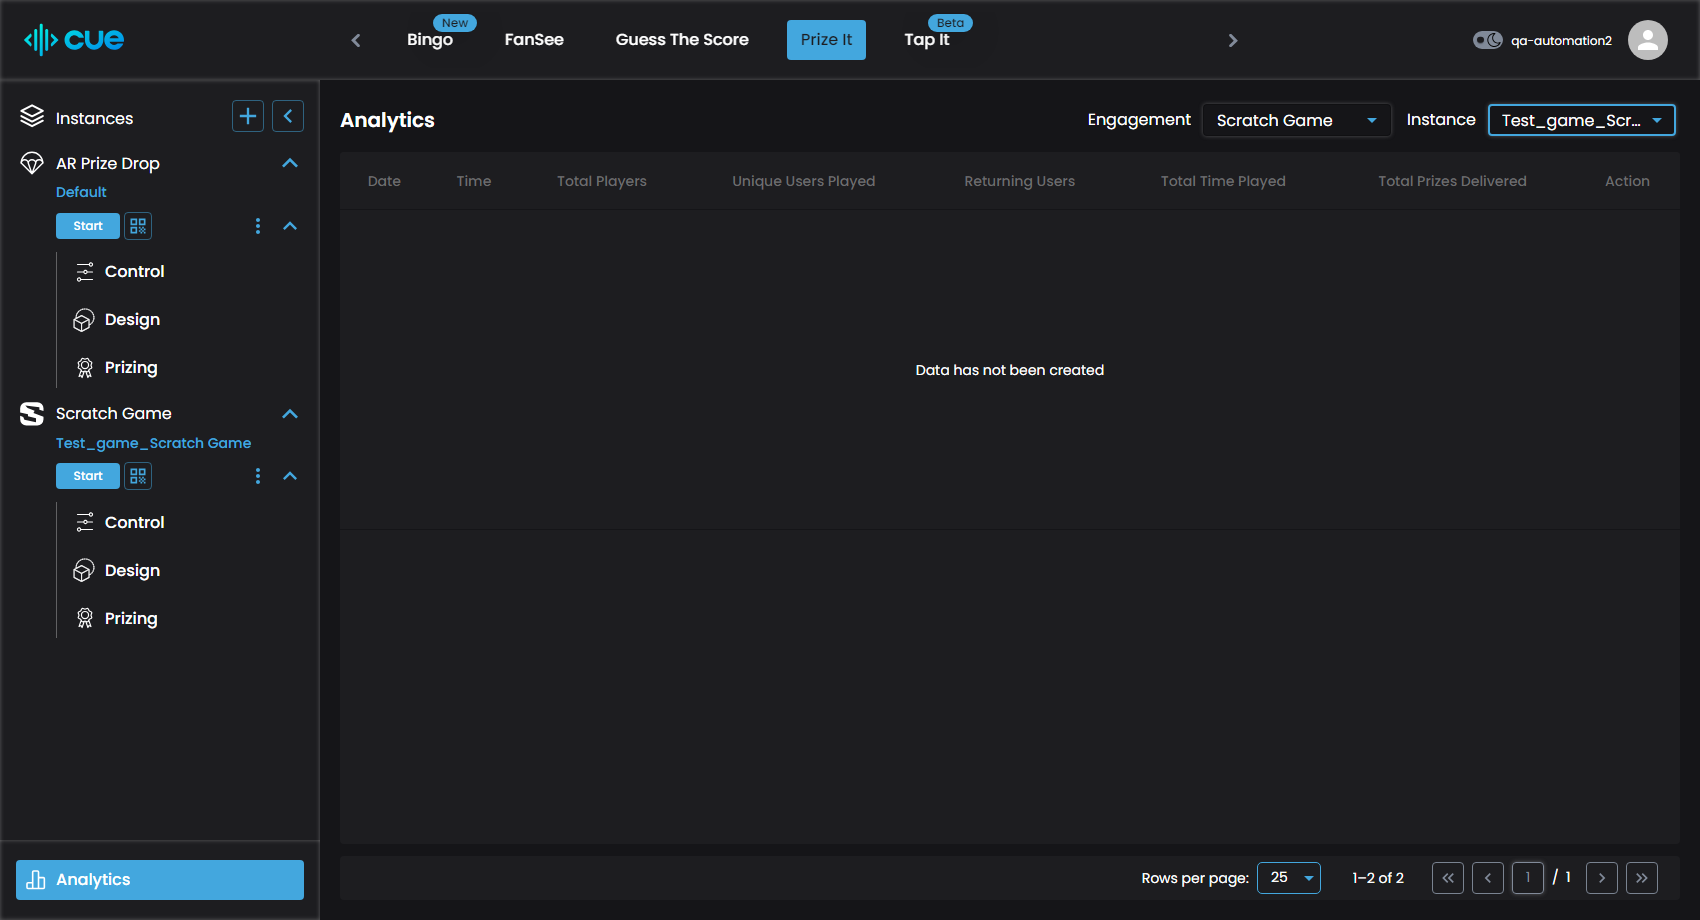 cue
New
Bingo
FanSee
Guess The Score
Prize It
Beta
Tap It
qa-automation2
Instances
AR Prize Drop
Default
Start
Control
Design
Prizing
Scratch Game
Test_game_Scratch Game
Start
Control
Design
Prizing
Analytics
Analytics
Engagement
Scratch Game
Instance
Test_game_Scr...
Date
Time
Total Players
Unique Users Played
Returning Users
Total Time Played
Total Prizes Delivered
Action
Data has not been created
Rows per page:
25
1–2 of 2
1
/ 1